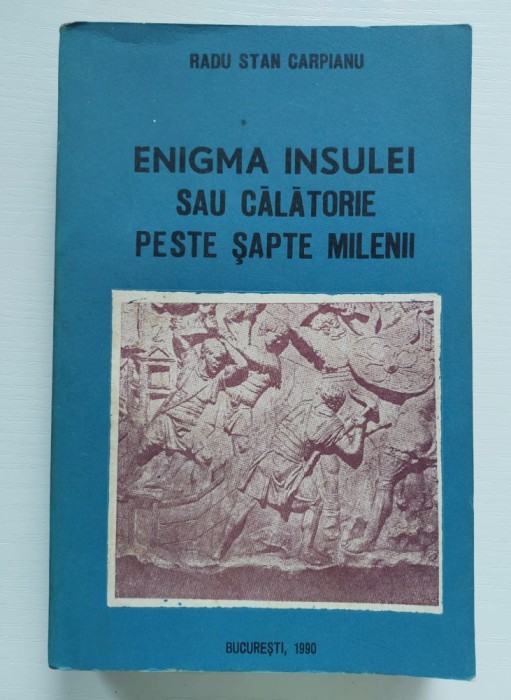 RADU STAN CARPIANU
ENIGMA INSULEI
SAU CĂLĂTORIE
PESTE ŞAPTE MILENII
BUCUREŞTI, 1990